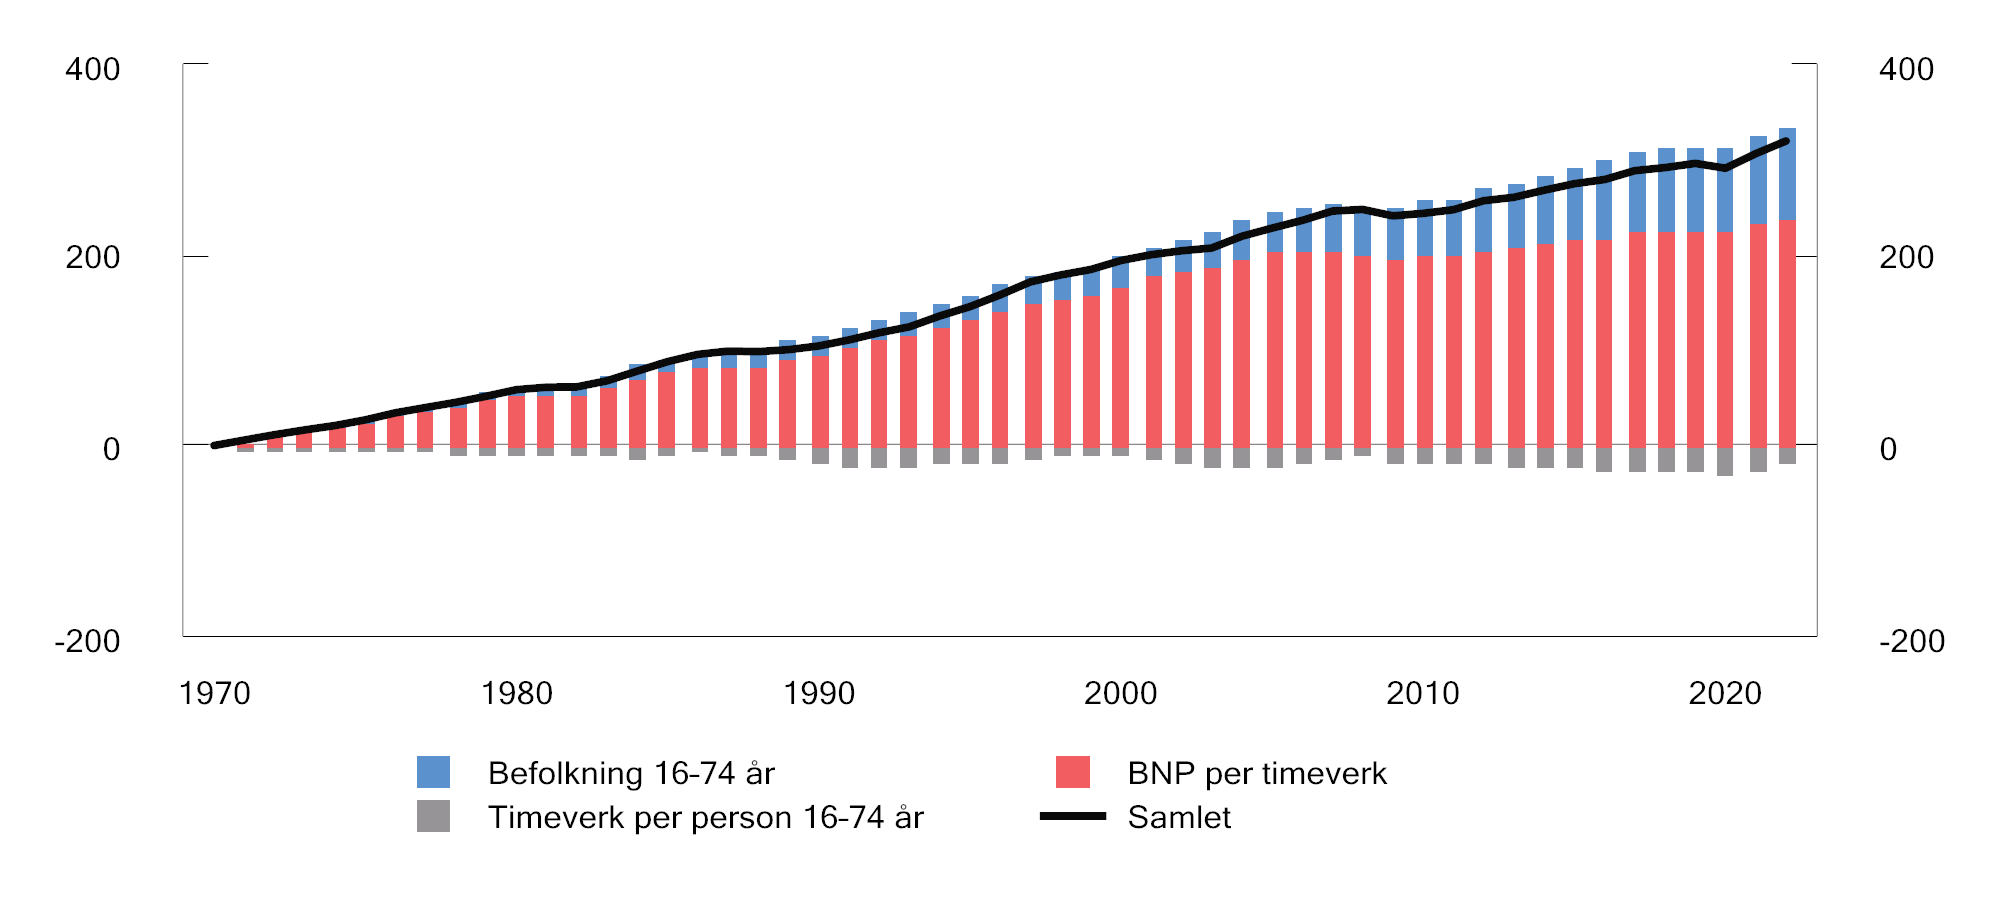 400 400
200 200
0 0
-200 -200
1970 1980 1990 2000 2010 2020
Befolkning 16-74 år BNP per timeverk
Timeverk per person 16-74 år Samlet